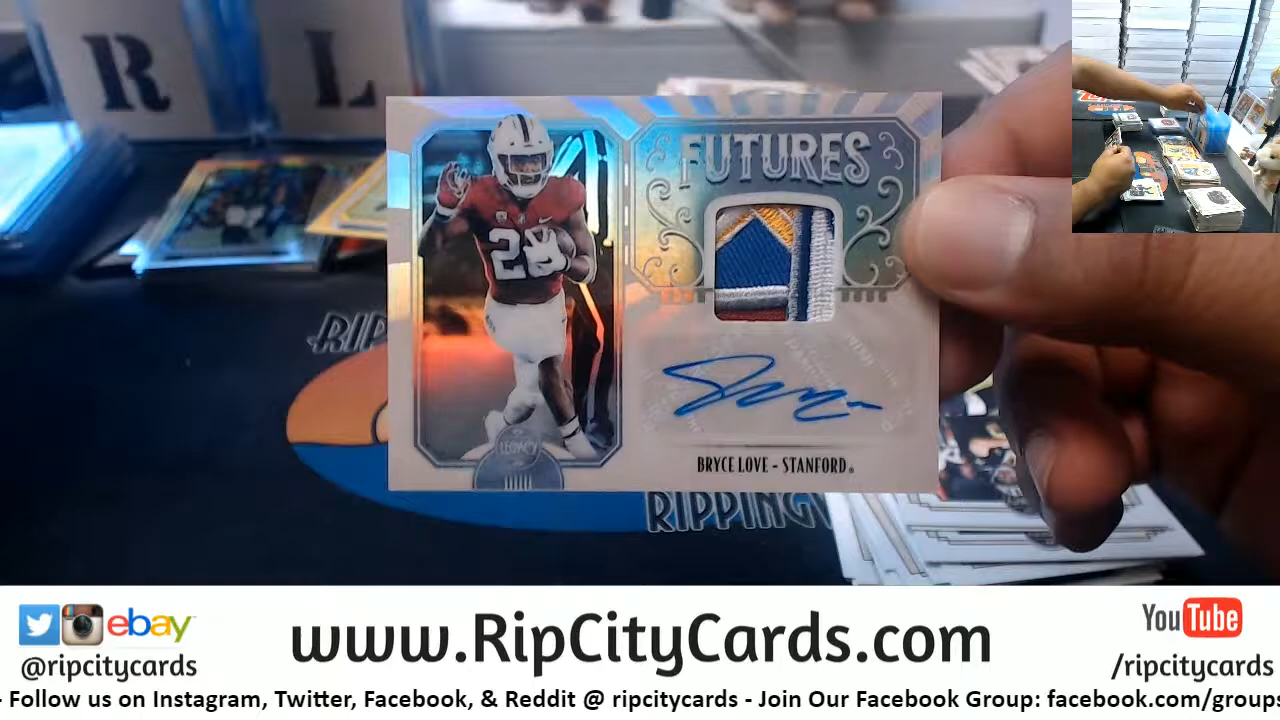 R L
FUTURES
20
RIP
LEGACY
BRYCE LOVE - STANFORD
RIPPING
ebay
@ripcitycards
www.RipCityCards.com
YouTube
/ripcitycards
- Follow us on Instagram, Twitter, Facebook, & Reddit @ ripcitycards - Join Our Facebook Group: facebook.com/groups